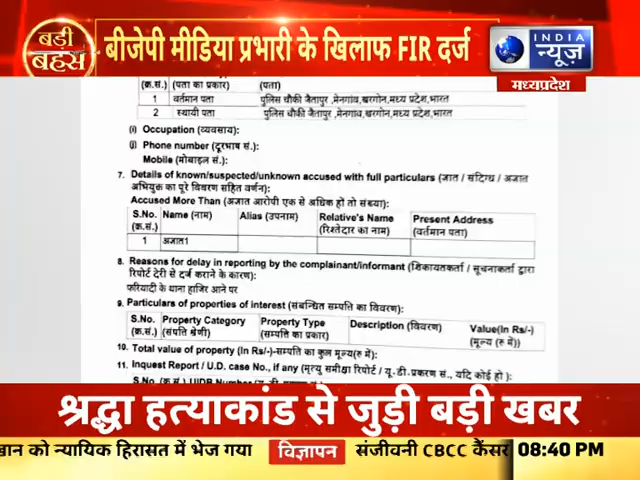 बड़ी बहस
बीजेपी मीडिया प्रभारी के खिलाफ FIR दर्ज
INDIA
न्यूज़
मध्यप्रदेश
(क्र.सं.) (पता का प्रकार) (पता)
1 वर्तमान पता पुलिस चौकी जैतापुर ,मेनगांव,खरगोन,मध्य प्रदेश,भारत
2 स्थायी पता पुलिस चौकी जैतापुर ,मेनगांव,खरगोन,मध्य प्रदेश,भारत
(i) Occupation (व्यवसाय):
(j) Phone number (दूरभाष सं.):
Mobile (मोबाइल सं.):
7. Details of known/suspected/unknown accused with full particulars (ज्ञात / संदिग्ध / अज्ञात
अभियुक्त का पूरे विवरण सहित वर्णन):
Accused More Than (अज्ञात आरोपी एक से अधिक हो तो संख्या):
S.No. Name (नाम) Alias (उपनाम) Relative's Name Present Address
(क्र.सं.) (रिश्तेदार का नाम) (वर्तमान पता)
1 अज्ञात1
8. Reasons for delay in reporting by the complainant/informant (शिकायतकर्ता / सूचनाकर्ता द्वारा
रिपोर्ट देरी से दर्ज कराने के कारण):
फरियादी के थाना हाजिर आने पर
9. Particulars of properties of interest (संबन्धित सम्पत्ति का विवरण):
S.No. Property Category Property Type Description (विवरण) Value(In Rs/-)
(क्र.सं.) (संपत्ति श्रेणी) (सम्पति का प्रकार) (मूल्य (रु में))
10. Total value of property (In Rs/-)-सम्पत्ति का कुल मूल्य(रु में):
11. Inquest Report / U.D. case No., if any (मृत्यु समीक्षा रिपोर्ट / यू.डी.प्रकरण सं., यदि कोई हो):
श्रद्धा हत्याकांड से जुड़ी बड़ी खबर
खान को न्यायिक हिरासत में भेज गया विज्ञापन संजीवनी CBCC कैंसर 08:40 PM